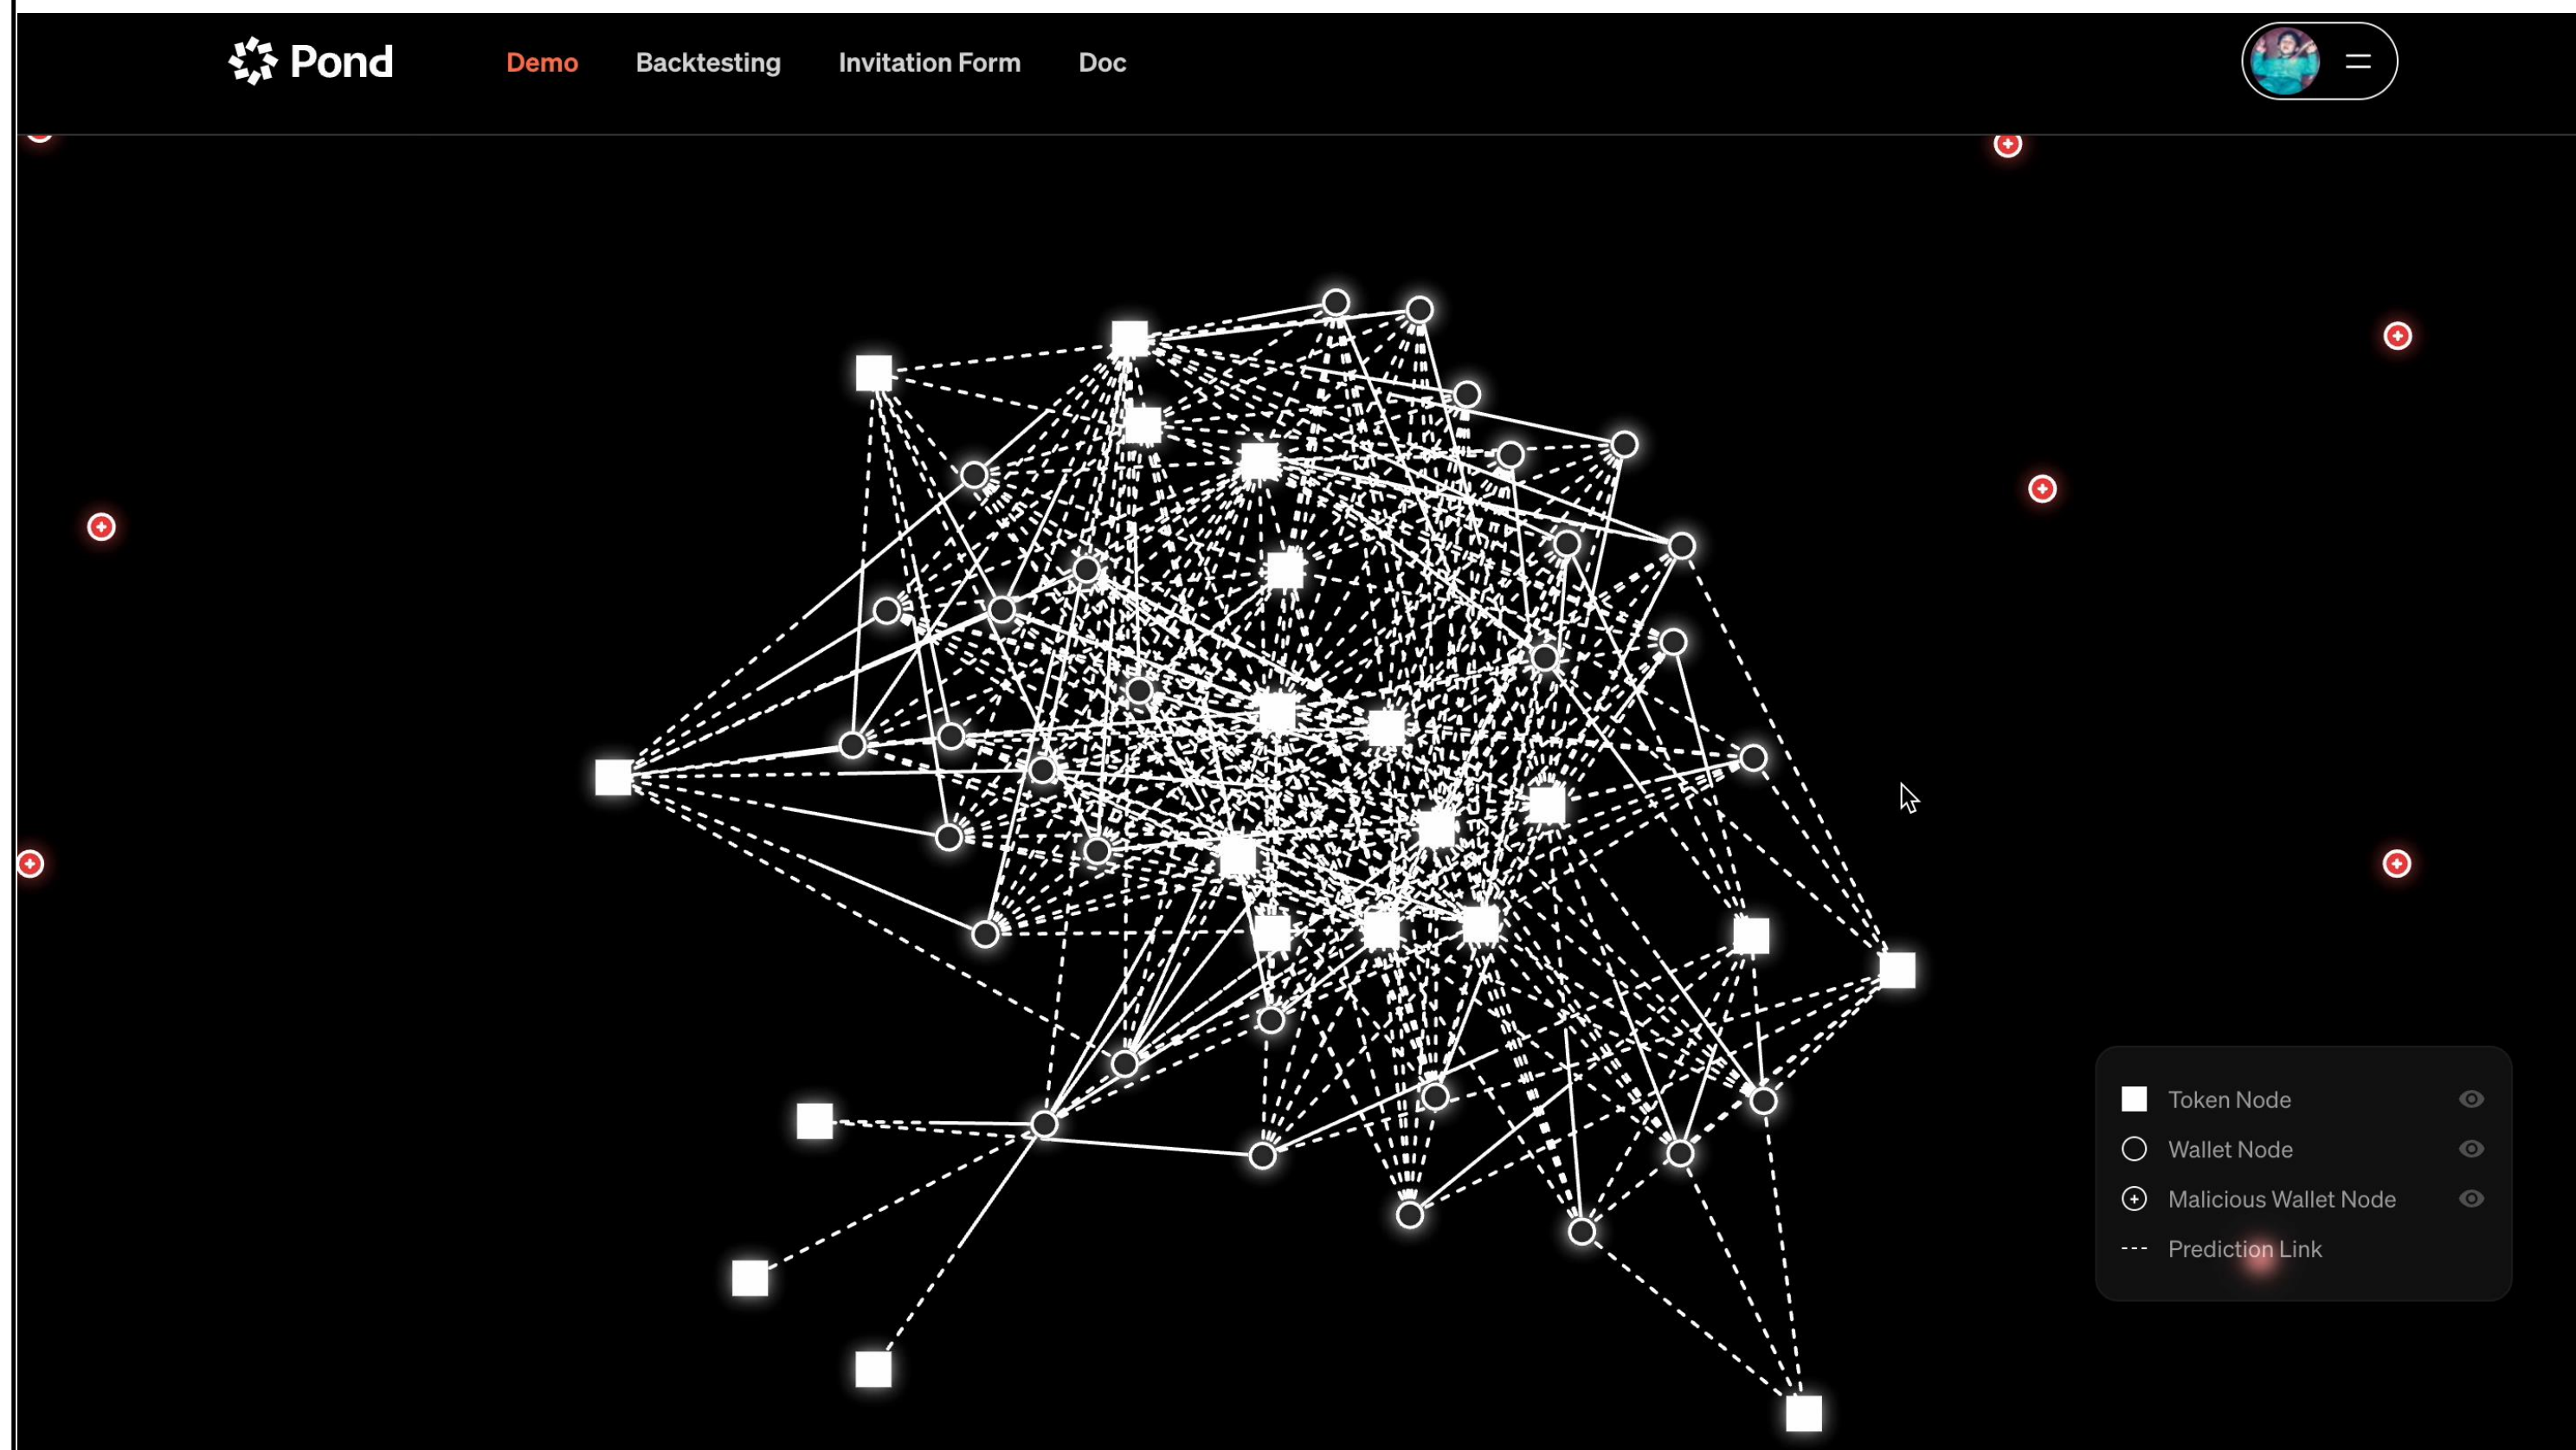 Pond
Demo
Backtesting
Invitation Form
Doc
Token Node
Wallet Node
Malicious Wallet Node
Prediction Link